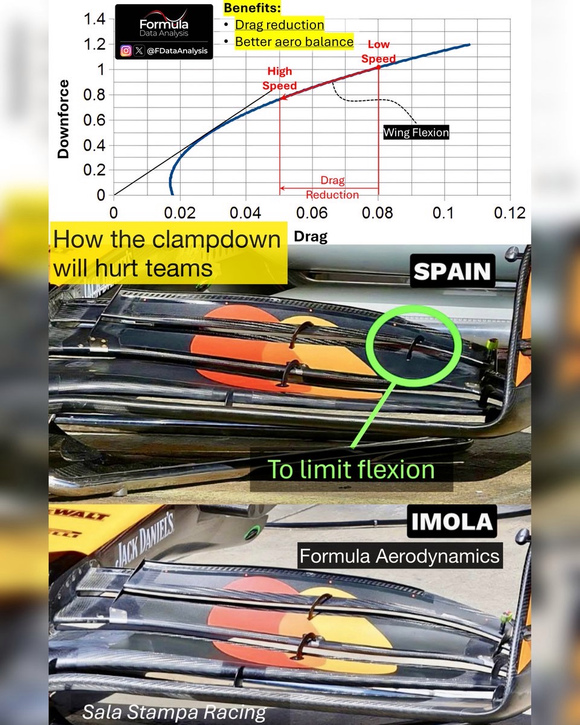 Benefits:
• Drag reduction
• Better aero balance
Formula
Data Analysis
@FDataAnalysis
Low
Speed
High
Speed
Wing Flexion
Drag
Reduction
Downforce
1.4
1.2
1
0.8
0.6
0.4
0.2
0
0
0.02
0.04
0.06
0.08
0.1
0.12
Drag
How the clampdown
will hurt teams
SPAIN
To limit flexion
IMOLA
Formula Aerodynamics
WALT
JACK DANIEL'S
Sala Stampa Racing